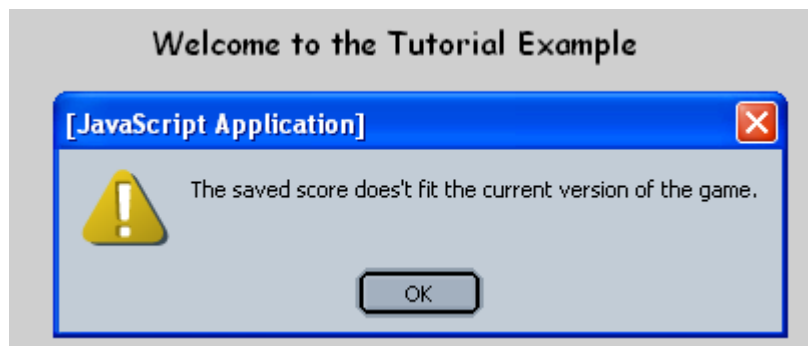 Welcome to the Tutorial Example
[JavaScript Application]
The saved score does't fit the current version of the game.
OK